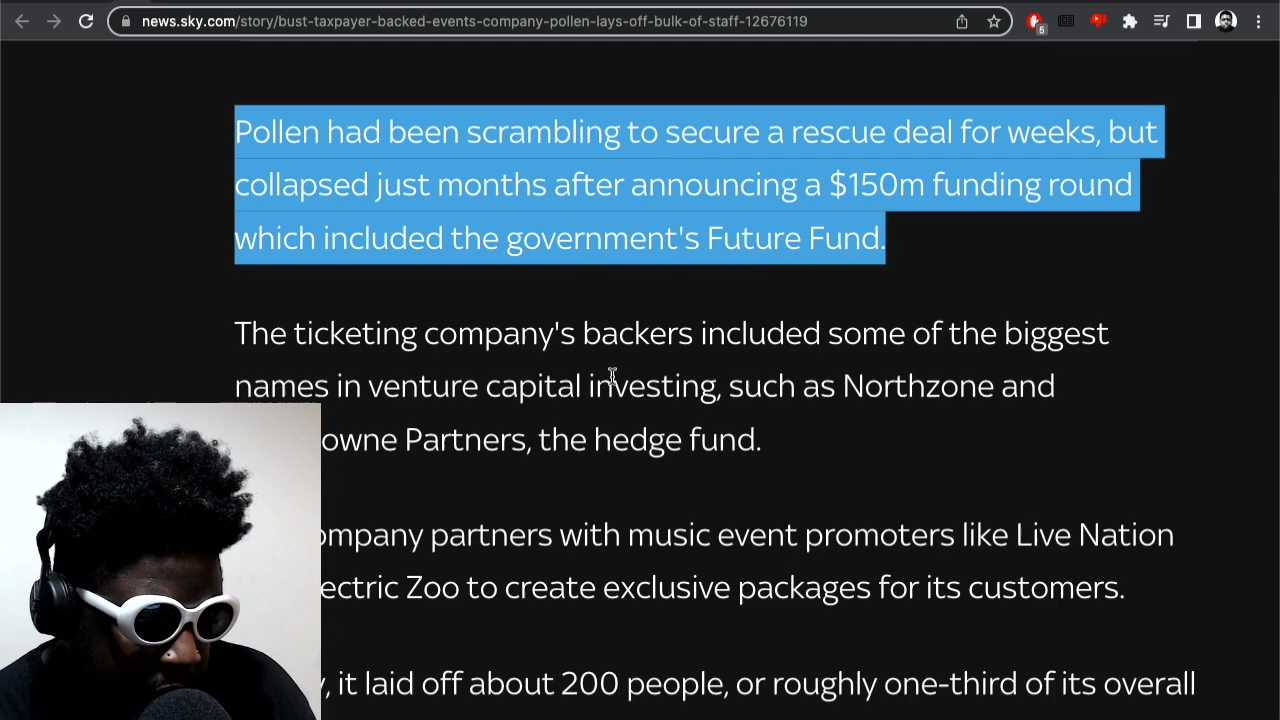 news.sky.com/story/bust-taxpayer-backed-events-company-pollen-lays-off-bulk-of-staff-12676119
5
Pollen had been scrambling to secure a rescue deal for weeks, but
collapsed just months after announcing a $150m funding round
which included the government's Future Fund.
The ticketing company's backers included some of the biggest
names in venture capital investing, such as Northzone and
owne Partners, the hedge fund.
ompany partners with music event promoters like Live Nation
ectric Zoo to create exclusive packages for its customers.
, it laid off about 200 people, or roughly one-third of its overall